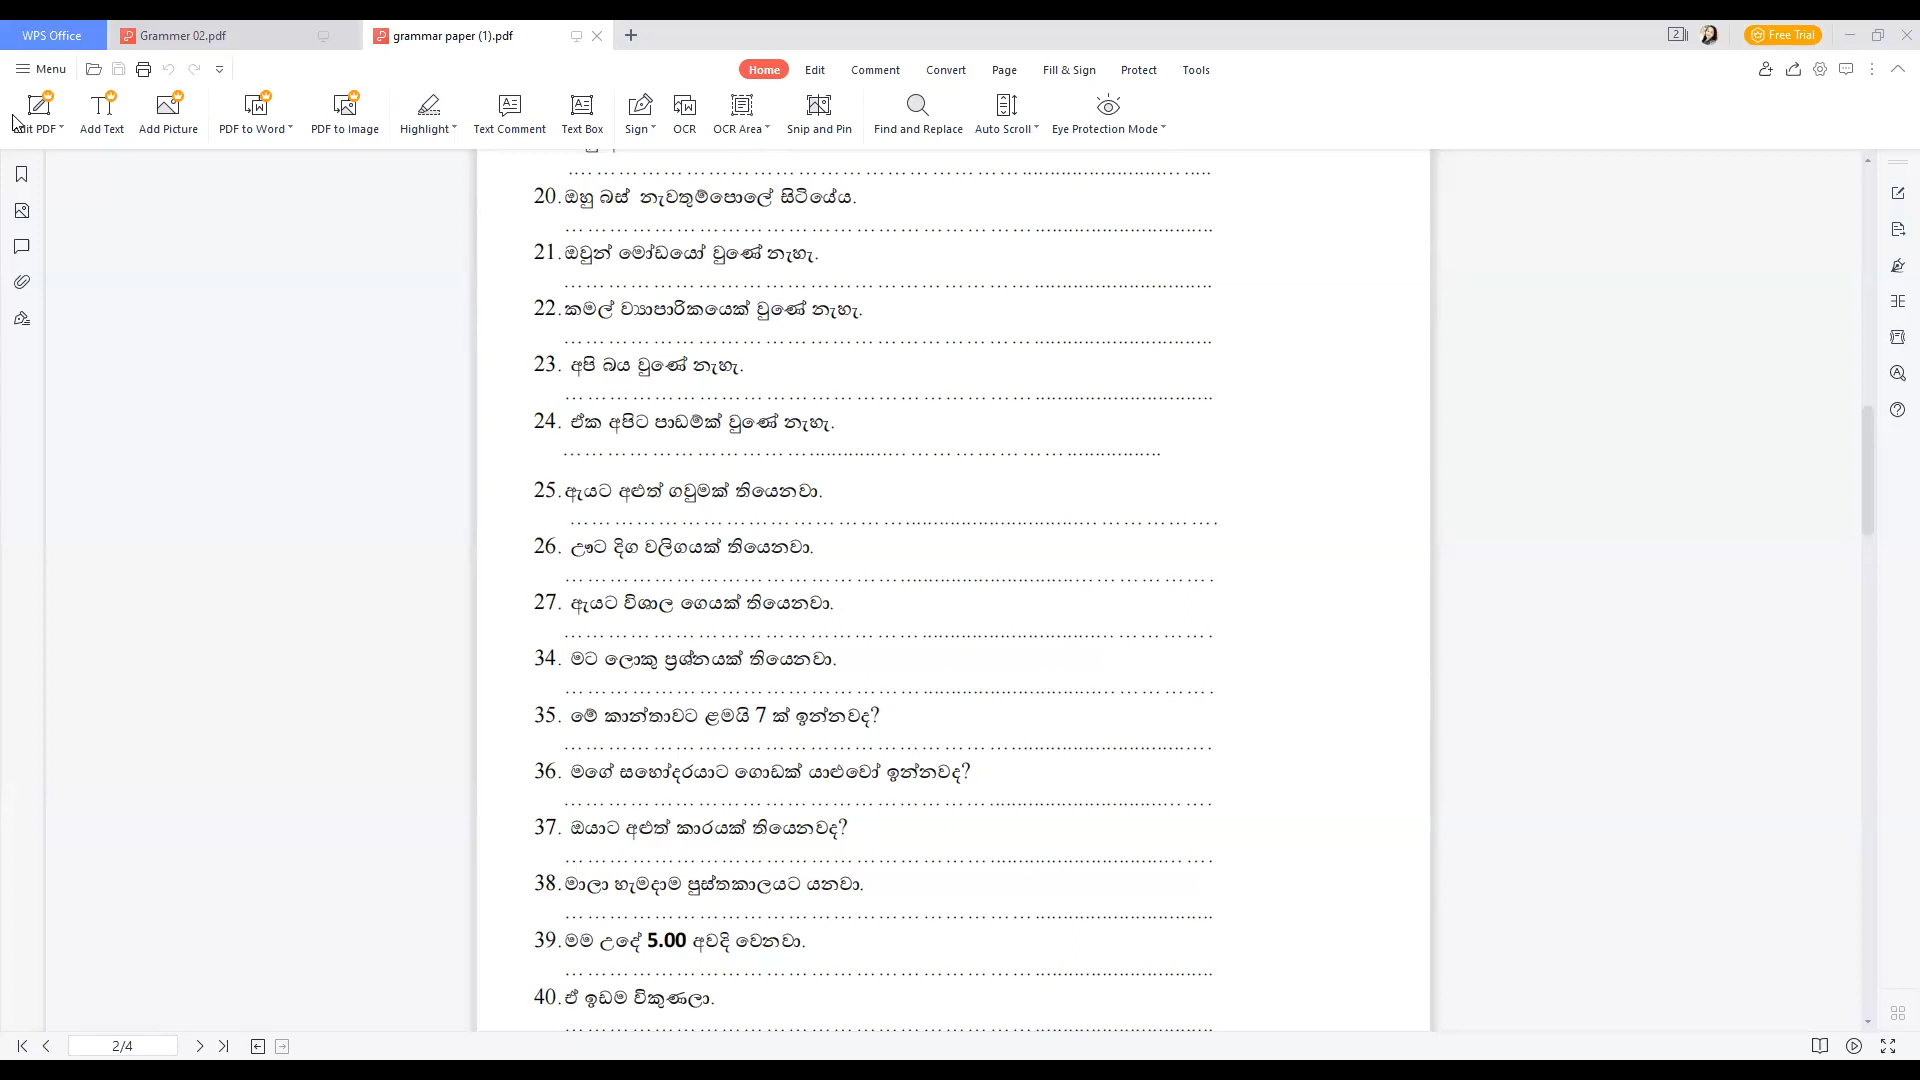 WPS Office
Grammer 02.pdf
grammar paper (1).pdf
2
Free Trial
Menu
Home
Edit
Comment
Convert
Page
Fill & Sign
Protect
Tools
Add Text
Add Picture
PDF to Word
PDF to Image
Highlight
Text Comment
Text Box
Sign
OCR
OCR Area
Snip and Pin
Find and Replace
Auto Scroll
Eye Protection Mode
20. ඔහු බස් නැවතුම්පොලේ සිටියේය.
21. ඔවුන් මෝඩයෝ වුණේ නැහැ.
22. කමල් ව්‍යාපාරිකයෙක් වුණේ නැහැ.
23. අපි බය වුණේ නැහැ.
24. ඒක අපිට පාඩම්ක් වුණේ නැහැ.
25. ඇයට අළුත් ගවුමක් තියෙනවා.
26. ඌට දිග වලිගයක් තියෙනවා.
27. ඇයට විශාල ගෙයක් තියෙනවා.
34. මට ලොකු ප්‍රශ්නයක් තියෙනවා.
35. මේ කාන්තාවට ළමයි 7 ක් ඉන්නවද?
36. මගේ සහෝදරයාට ගොඩක් යාළුවෝ ඉන්නවද?
37. ඔයාට අළුත් කාරයක් තියෙනවද?
38. මාලා හැමදාම පුස්තකාලයට යනවා.
39. මම උදේ 5.00 අවදි වෙනවා.
40. ඒ ඉඩම විකුණලා.
2/4